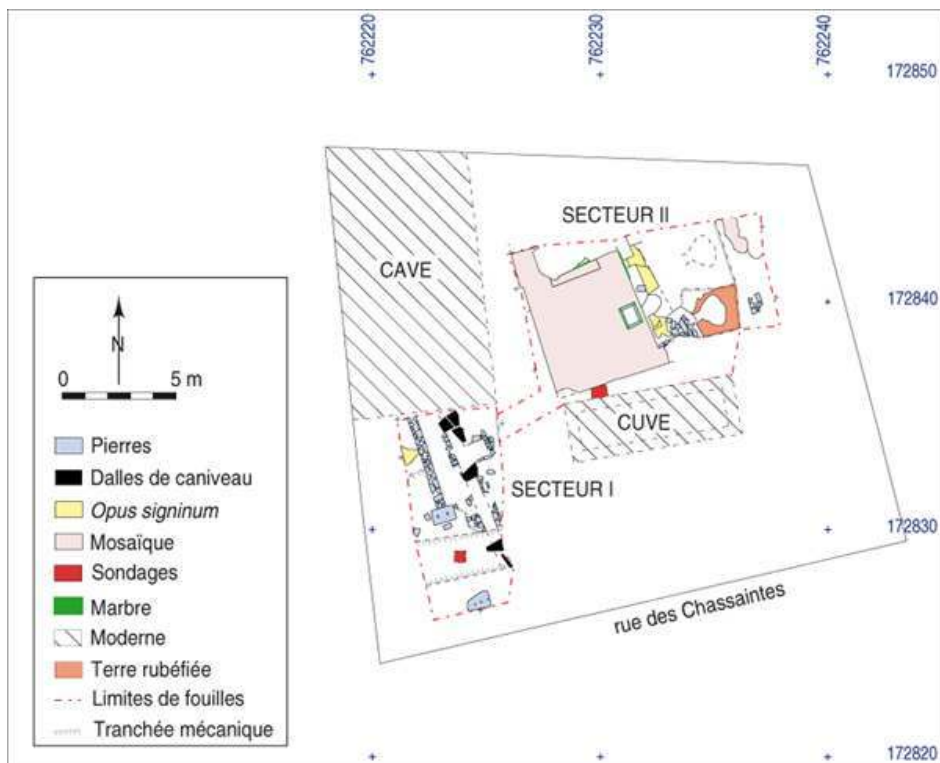 762220
762230
762240
172850
SECTEUR II
CAVE
172840
N
0 5 m
CUVE
Pierres
Dalles de caniveau
SECTEUR I
Opus signinum
172830
Mosaïque
Sondages
rue des Chassaintes
Marbre
Moderne
Terre rubéfiée
Limites de fouilles
Tranchée mécanique
172820